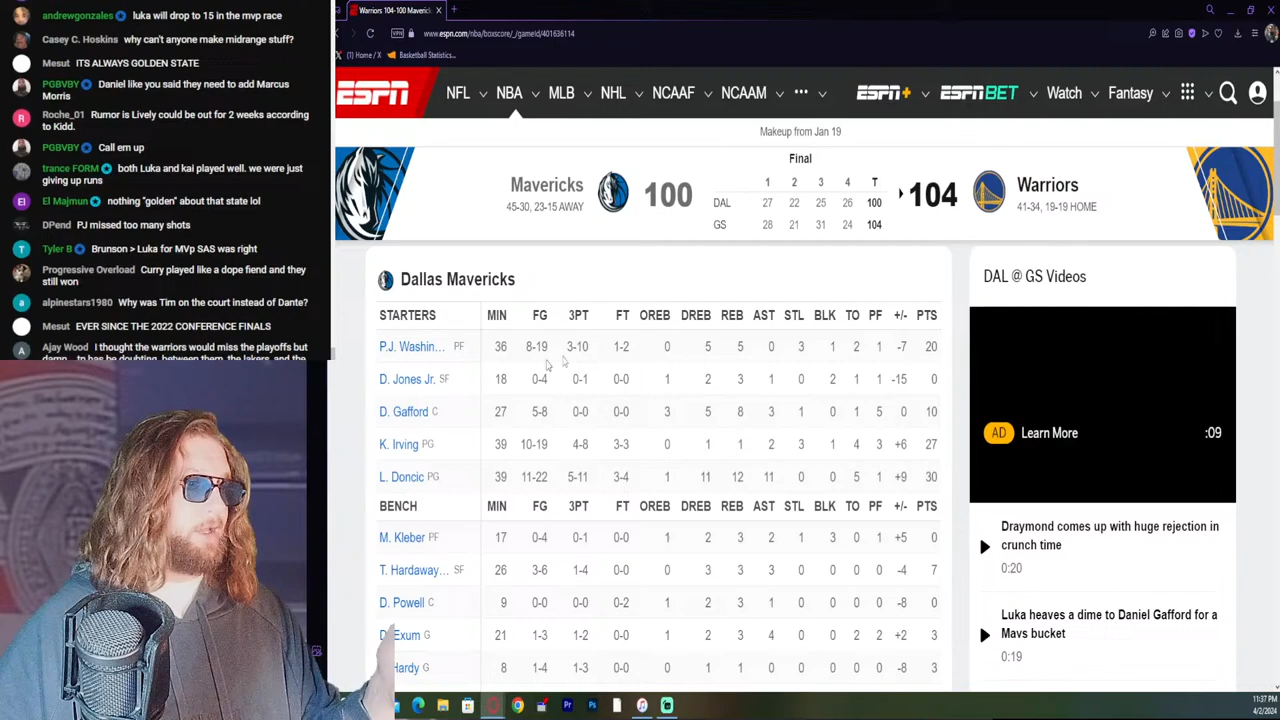 andrewgonzales luka will drop to 15 in the mvp race
Casey C. Hoskins why can't anyone make midrange stuff?
Mesut ITS ALWAYS GOLDEN STATE
PGBVBY Daniel like you said they need to add Marcus
Morris
Roche_01 Rumor is Lively could be out for 2 weeks according
to Kidd.
PGBVBY Call em up
trance FORM both Luka and kai played well. we were just
giving up runs
El Majmun nothing "golden" about that state lol
DPend PJ missed too many shots
Tyler B Brunson > Luka for MVp SAS was right
Progressive Overload Curry played like a dope fiend and they
still won
alpinestars1980 Why was Tim on the court instead of Dante?
Mesut EVER SINCE THE 2022 CONFERENCE FINALS
Ajay Wood I thought the warriors would miss the playoffs but
Warriors 104-100 Maverick
VPN www.espn.com/nba/boxscore/_/gameId/401636114
(1) Home / X Basketball Statistics...
ESPN NFL NBA MLB NHL NCAAF NCAAM ESPN+ ESPN BET Watch Fantasy
Makeup from Jan 19
Final
Mavericks 100
45-30, 23-15 AWAY
1 2 3 4 T
DAL 27 22 25 26 100
GS 28 21 31 24 104
104 Warriors
41-34, 19-19 HOME
Dallas Mavericks
STARTERS MIN FG 3PT FT OREB DREB REB AST STL BLK TO PF +/- PTS
P.J. Washin... PF 36 8-19 3-10 1-2 0 5 5 0 3 1 2 1 -7 20
D. Jones Jr. SF 18 0-4 0-1 0-0 1 2 3 1 0 2 1 1 -15 0
D. Gafford C 27 5-8 0-0 0-0 3 5 8 3 1 0 1 5 0 10
K. Irving PG 39 10-19 4-8 3-3 0 1 1 2 3 1 4 3 +6 27
L. Doncic PG 39 11-22 5-11 3-4 1 11 12 11 0 0 5 1 +9 30
BENCH MIN FG 3PT FT OREB DREB REB AST STL BLK TO PF +/- PTS
M. Kleber PF 17 0-4 0-1 0-0 1 2 3 2 1 3 0 1 +5 0
T. Hardaway... SF 26 3-6 1-4 0-0 0 3 3 3 0 0 0 0 -4 7
D. Powell C 9 0-0 0-0 0-2 1 2 3 1 0 0 0 0 -8 0
D. Exum G 21 1-3 1-2 0-0 1 2 3 4 0 0 2 2 +2 3
Hardy G 8 1-4 1-3 0-0 0 1 1 0 0 0 0 0 -8 3
DAL @ GS Videos
AD Learn More :09
Draymond comes up with huge rejection in
crunch time
0:20
Luka heaves a dime to Daniel Gafford for a
Mavs bucket
0:19
11:37 PM
4/2/2024